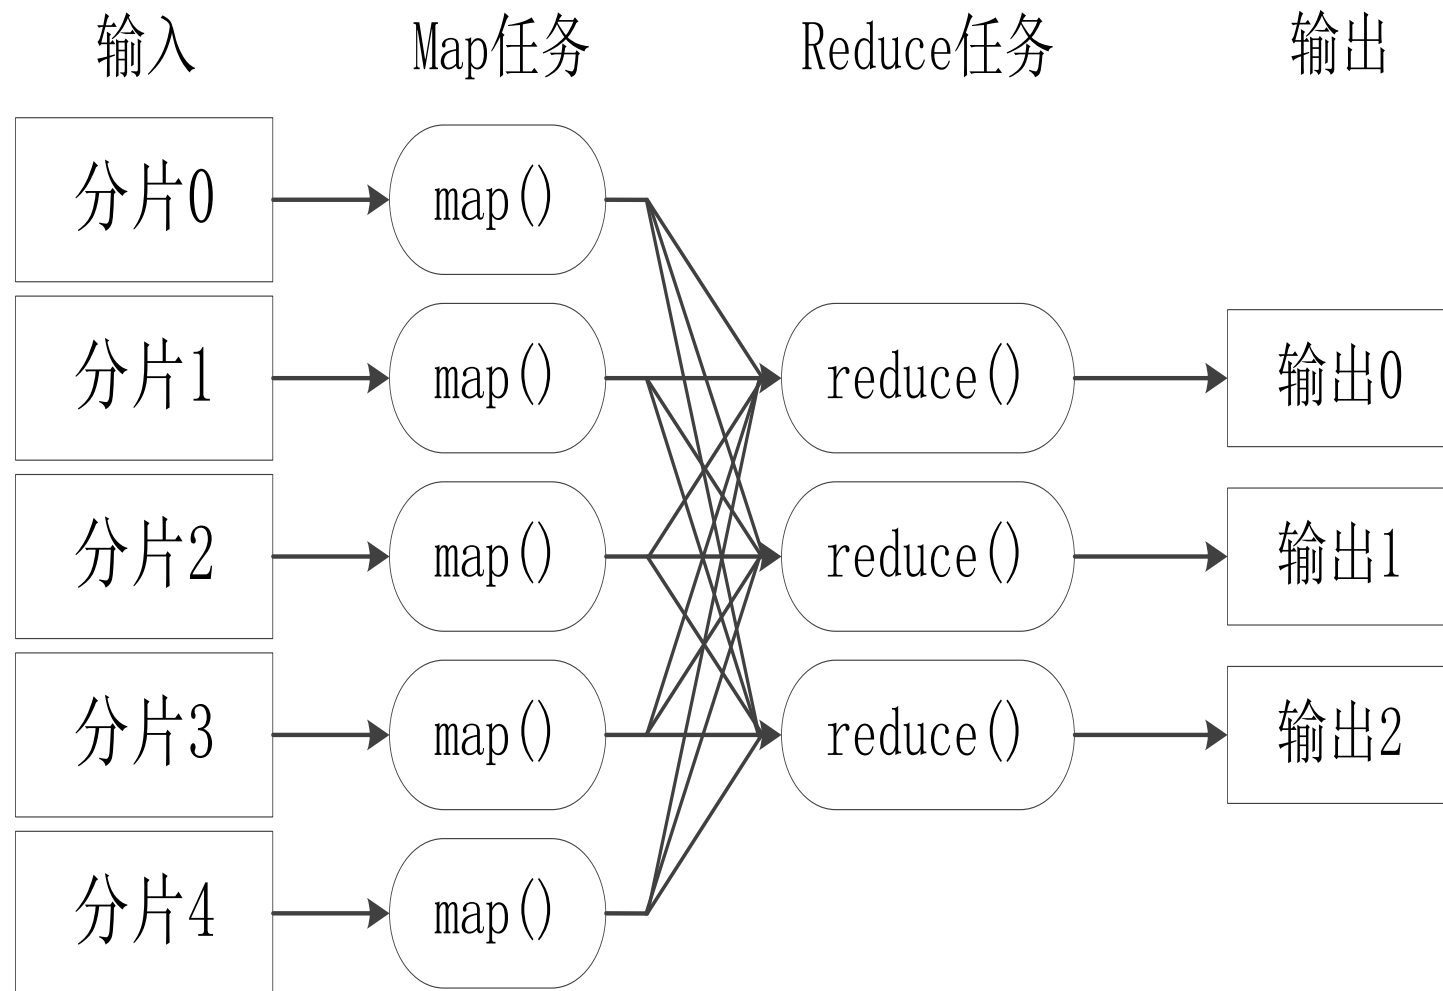 输入 Map任务 Reduce任务 输出
分片0 map()
分片1 map() reduce() 输出0
分片2 map() reduce() 输出1
分片3 map() reduce() 输出2
分片4 map()